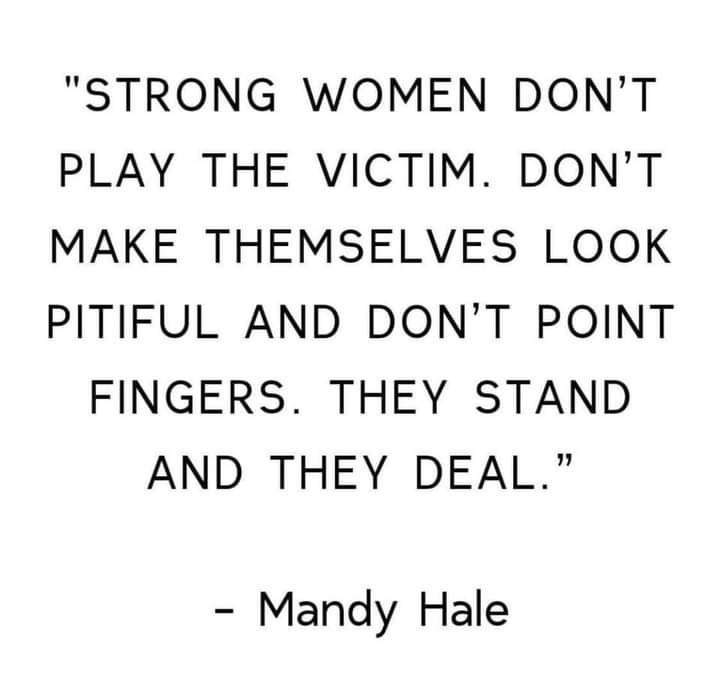 "STRONG WOMEN DON’T
PLAY THE VICTIM. DON’T
MAKE THEMSELVES LOOK
PITIFUL AND DON’T POINT
FINGERS. THEY STAND
AND THEY DEAL.”
- Mandy Hale